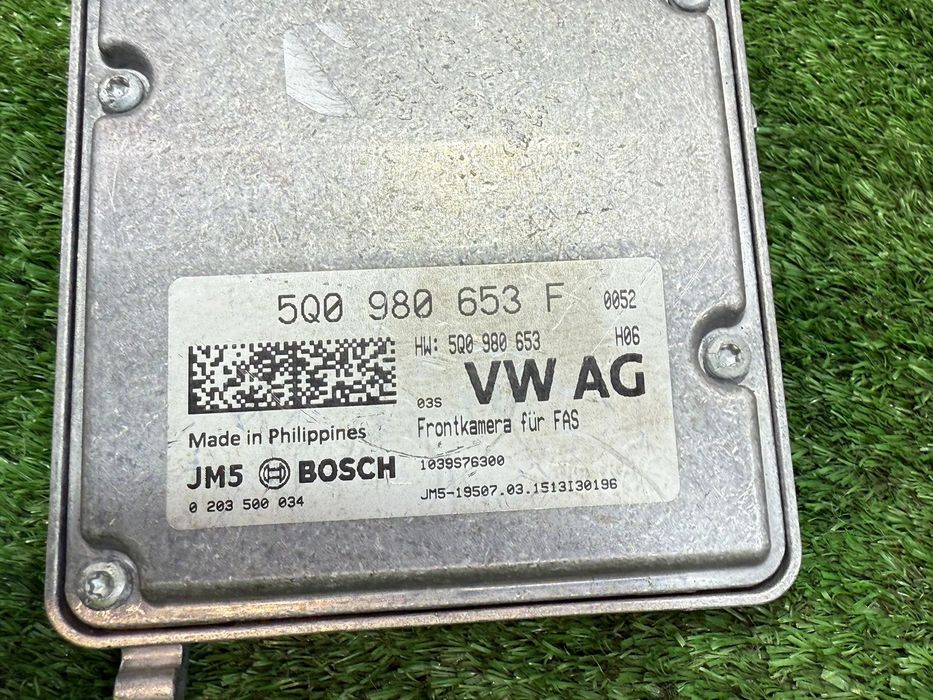 5Q0 980 653 F 0052
HW: 5Q0 980 653 H06
03S VW AG
Frontkamera für FAS
Made in Philippines
JM5 BOSCH
1039S76300
0 203 500 034
JM5-19507.03.1513I30196